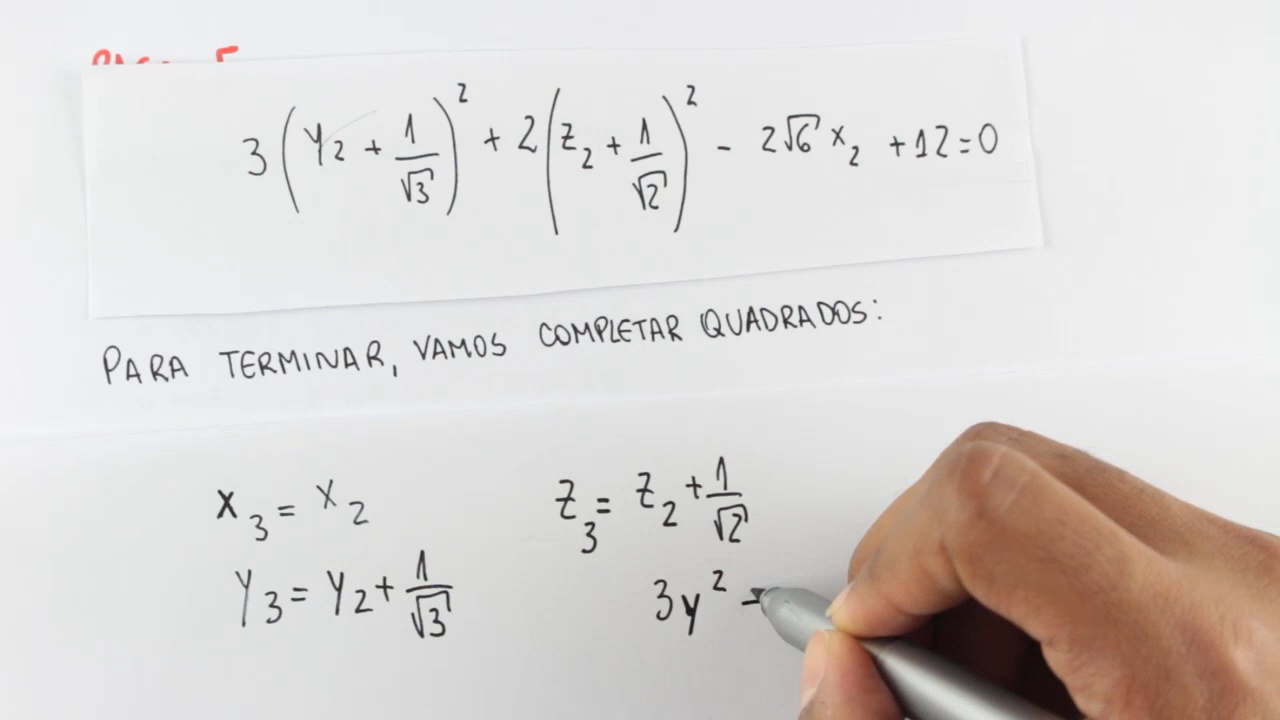 3(y₂ + 1/√3)² + 2(z₂ + 1/√2)² - 2√6 x₂ + 12 = 0
PARA TERMINAR, VAMOS COMPLETAR QUADRADOS:
x₃ = x₂
z₃ = z₂ + 1/√2
y₃ = y₂ + 1/√3
3y² -